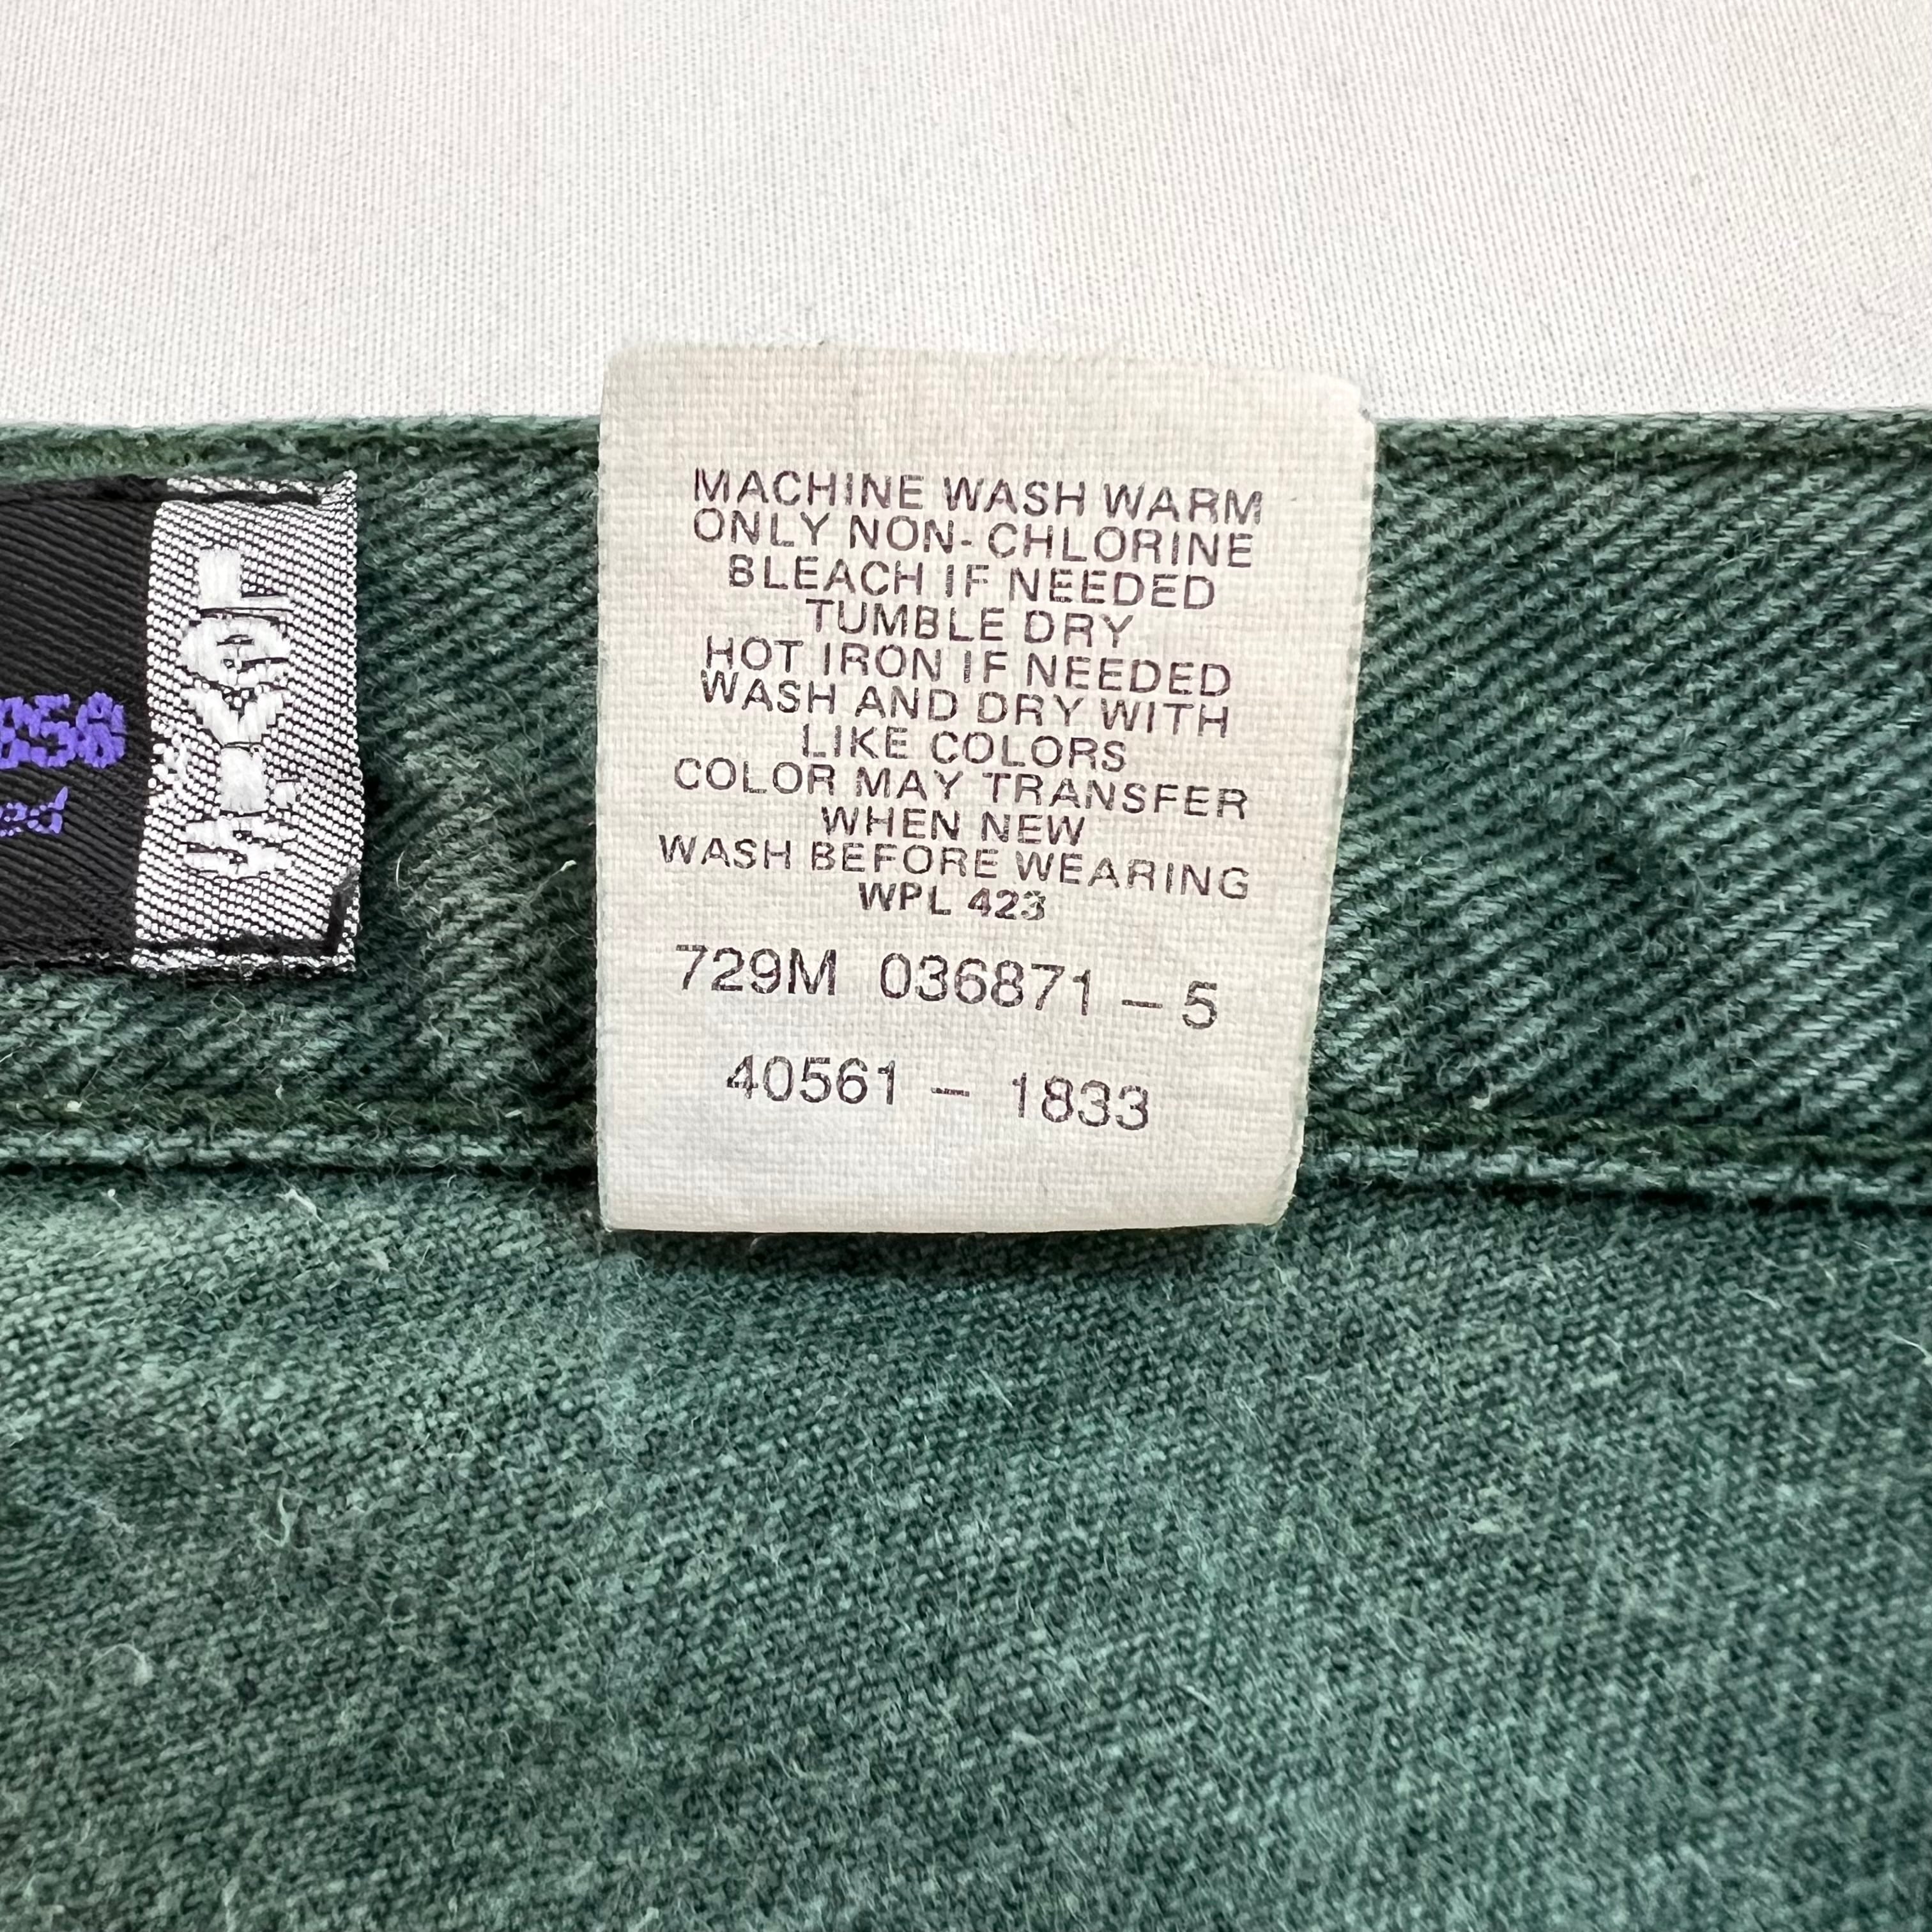 858
MACHINE WASH WARM
ONLY NON-CHLORINE
BLEACH IF NEEDED
TUMBLE DRY
HOT IRON IF NEEDED
WASH AND DRY WITH
LIKE COLORS
COLOR MAY TRANSFER
WHEN NEW
WASH BEFORE WEARING
WPL 423
729M 036871 – 5
40561 – 1833